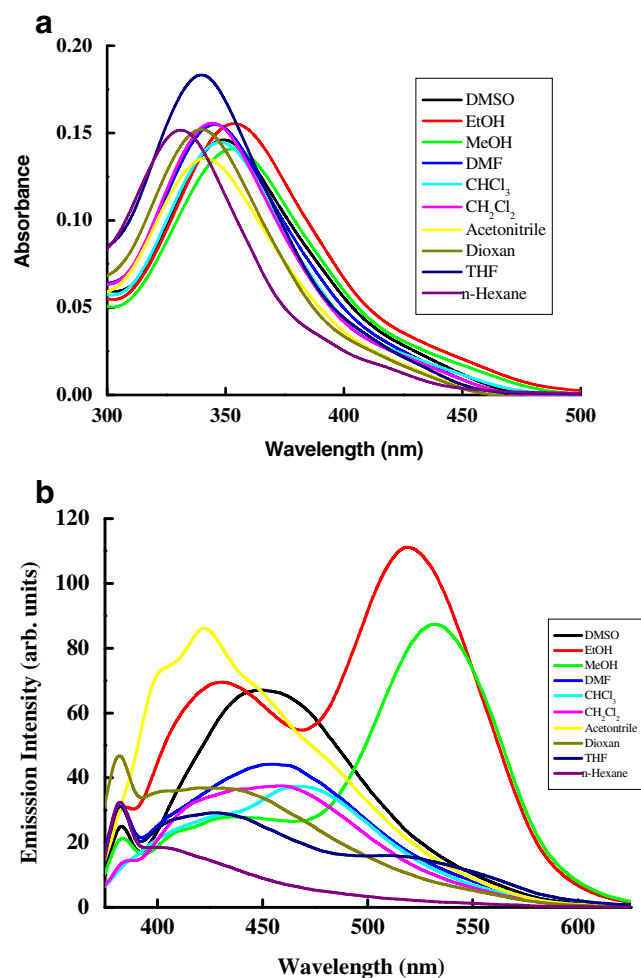 a
0.20
0.15
0.10
0.05
0.00
Absorbance
DMSO
EtOH
MeOH
DMF
CHCl3
CH2Cl2
Acetonitrile
Dioxan
THF
n-Hexane
300 350 400 450 500
Wavelength (nm)
b
120
100
80
60
40
20
0
Emisssion Intensity (arb. units)
DMSO
EtOH
MeOH
DMF
CHCl3
CH2Cl2
Acetontrile
Dioxan
THF
n-Hexane
400 450 500 550 600
Wavelength (nm)